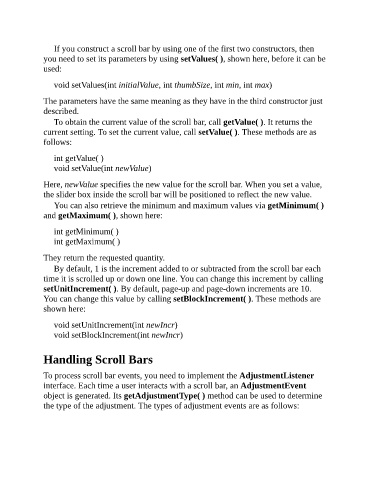 If you construct a scroll bar by using one of the first two constructors, then
you need to set its parameters by using setValues( ), shown here, before it can be
used:
void setValues(int initialValue, int thumbSize, int min, int max)
The parameters have the same meaning as they have in the third constructor just
described.
To obtain the current value of the scroll bar, call getValue( ). It returns the
current setting. To set the current value, call setValue( ). These methods are as
follows:
int getValue( )
void setValue(int newValue)
Here, newValue specifies the new value for the scroll bar. When you set a value,
the slider box inside the scroll bar will be positioned to reflect the new value.
You can also retrieve the minimum and maximum values via getMinimum( )
and getMaximum( ), shown here:
int getMinimum( )
int getMaximum( )
They return the requested quantity.
By default, 1 is the increment added to or subtracted from the scroll bar each
time it is scrolled up or down one line. You can change this increment by calling
setUnitIncrement( ). By default, page-up and page-down increments are 10.
You can change this value by calling setBlockIncrement( ). These methods are
shown here:
void setUnitIncrement(int newIncr)
void setBlockIncrement(int newIncr)
Handling Scroll Bars
To process scroll bar events, you need to implement the AdjustmentListener
interface. Each time a user interacts with a scroll bar, an AdjustmentEvent
object is generated. Its getAdjustmentType( ) method can be used to determine
the type of the adjustment. The types of adjustment events are as follows: